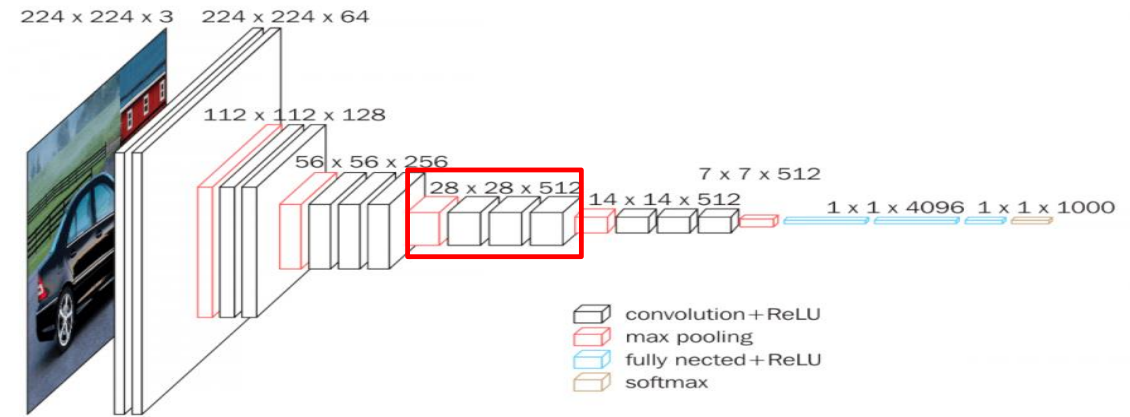 224 x 224 x 3
224 x 224 x 64
112 x 112 x 128
56 x 56 x 256
28 x 28 x 512
14 x 14 x 512
7 x 7 x 512
1 x 1 x 4096
1 x 1 x 1000
convolution+ReLU
max pooling
fully nected+ReLU
softmax